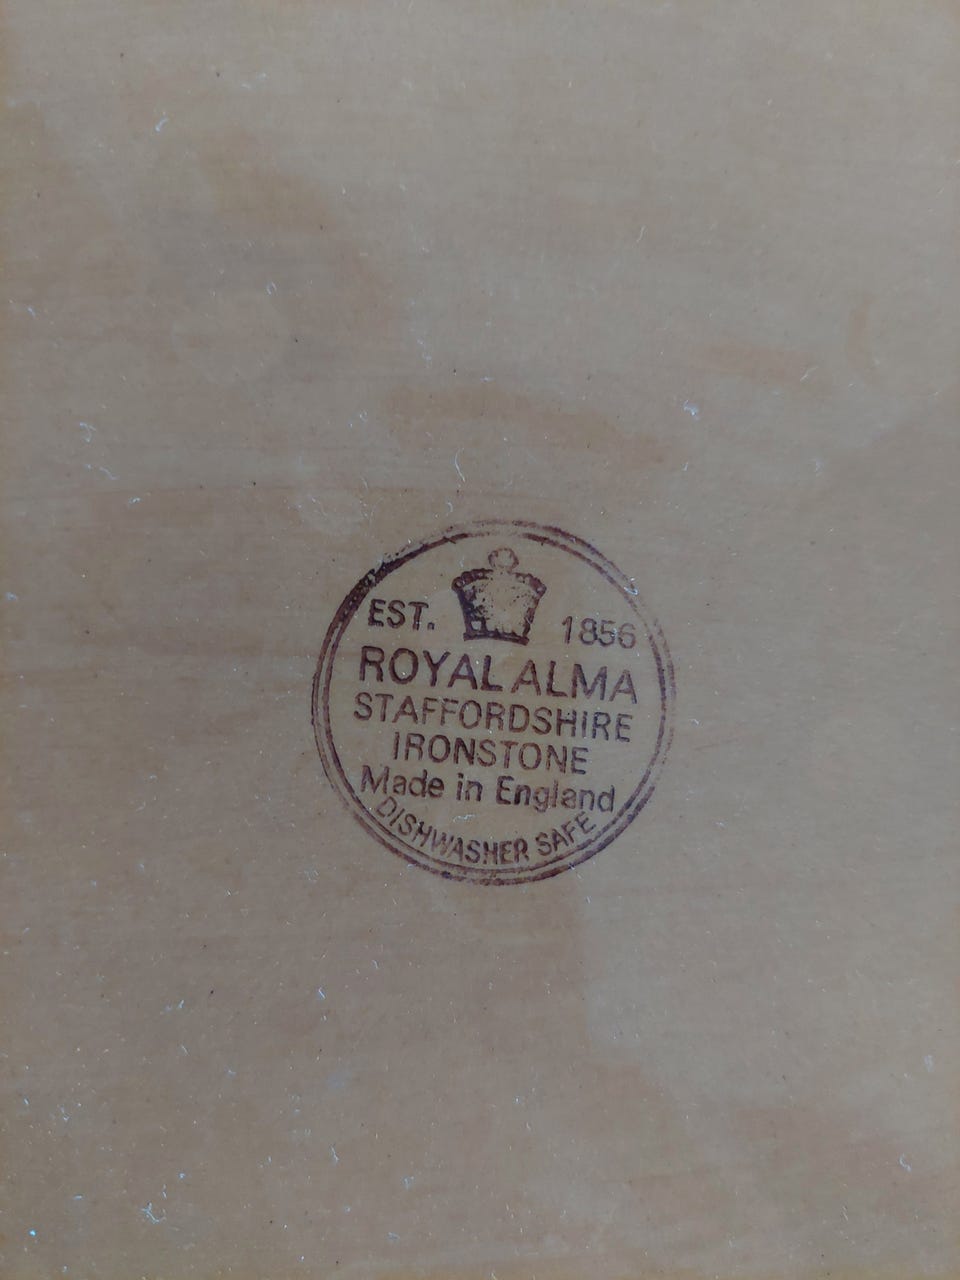 EST. 1856
ROYAL ALMA
STAFFORDSHIRE
IRONSTONE
Made in England
DISHWASHER SAFE